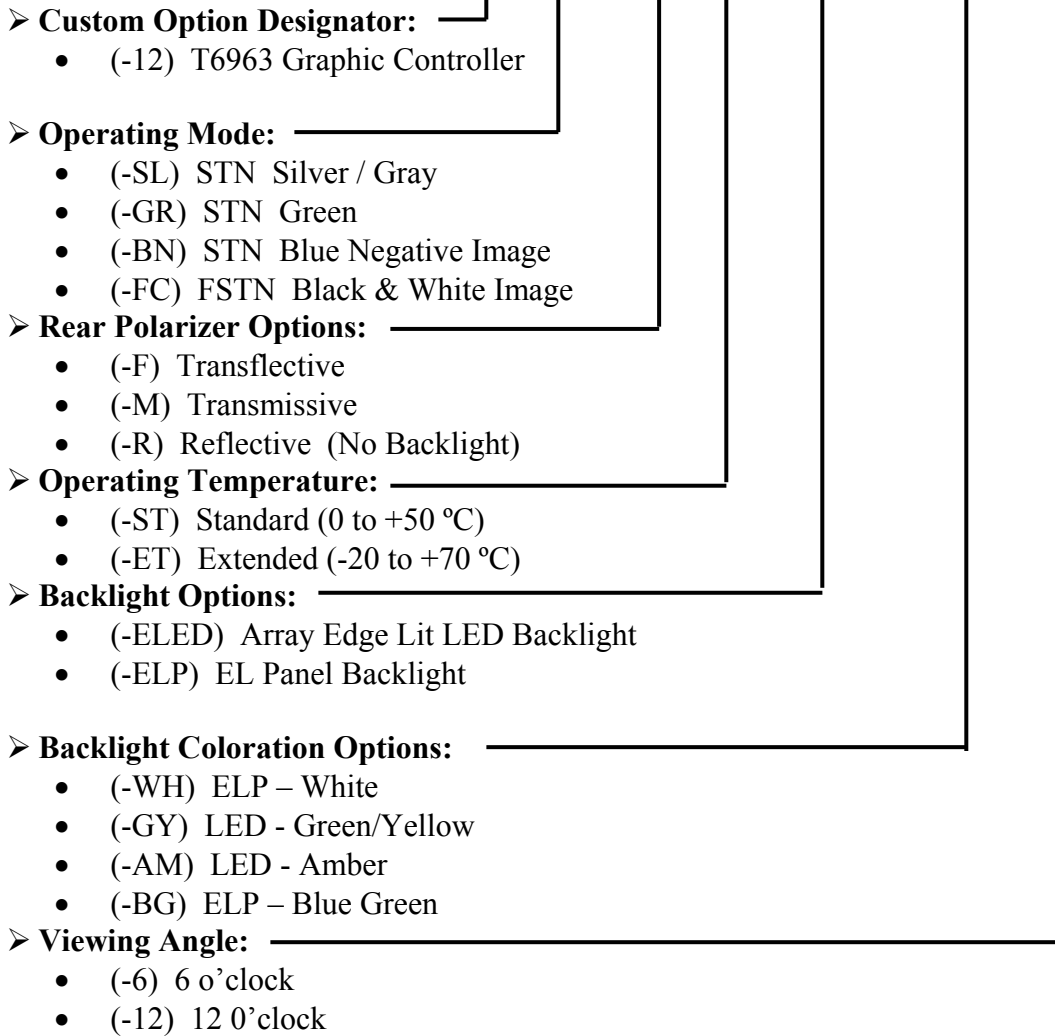 ➢ Custom Option Designator:
• (-12) T6963 Graphic Controller
➢ Operating Mode:
• (-SL) STN Silver / Gray
• (-GR) STN Green
• (-BN) STN Blue Negative Image
• (-FC) FSTN Black & White Image
➢ Rear Polarizer Options:
• (-F) Transflective
• (-M) Transmissive
• (-R) Reflective (No Backlight)
➢ Operating Temperature:
• (-ST) Standard (0 to +50 ºC)
• (-ET) Extended (-20 to +70 ºC)
➢ Backlight Options:
• (-ELED) Array Edge Lit LED Backlight
• (-ELP) EL Panel Backlight
➢ Backlight Coloration Options:
• (-WH) ELP – White
• (-GY) LED - Green/Yellow
• (-AM) LED - Amber
• (-BG) ELP – Blue Green
➢ Viewing Angle:
• (-6) 6 o’clock
• (-12) 12 0’clock